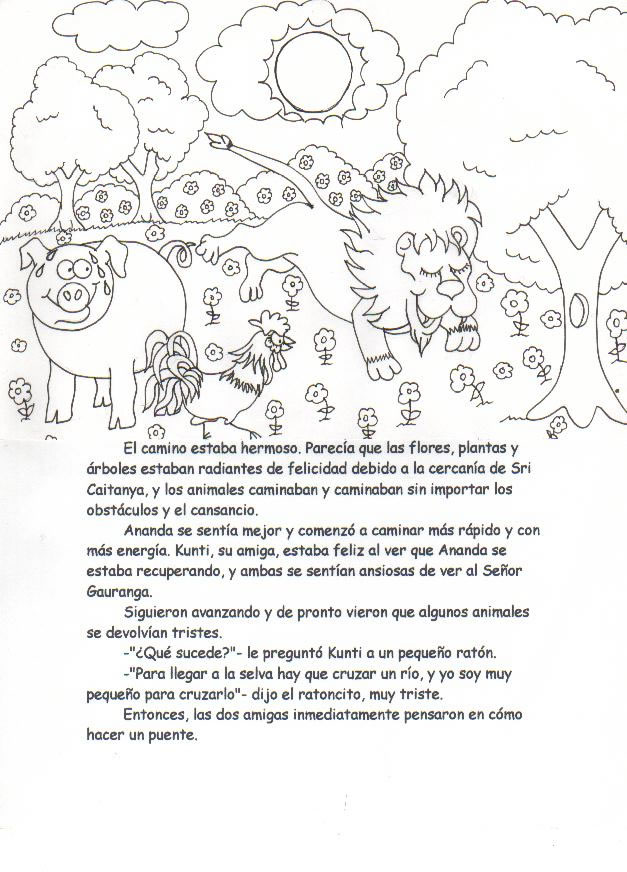 El camino estaba hermoso. Parecía que las flores, plantas y
árboles estaban radiantes de felicidad debido a la cercanía de Sri
Caitanya, y los animales caminaban y caminaban sin importar los
obstáculos y el cansancio.
Ananda se sentía mejor y comenzó a caminar más rápido y con
más energía. Kunti, su amiga, estaba feliz al ver que Ananda se
estaba recuperando, y ambas se sentían ansiosas de ver al Señor
Gauranga.
Siguieron avanzando y de pronto vieron que algunos animales
se devolvían tristes.
-"¿Qué sucede?"- le preguntó Kunti a un pequeño ratón.
-"Para llegar a la selva hay que cruzar un río, y yo soy muy
pequeño para cruzarlo"- dijo el ratoncito, muy triste.
Entonces, las dos amigas inmediatamente pensaron en cómo
hacer un puente.